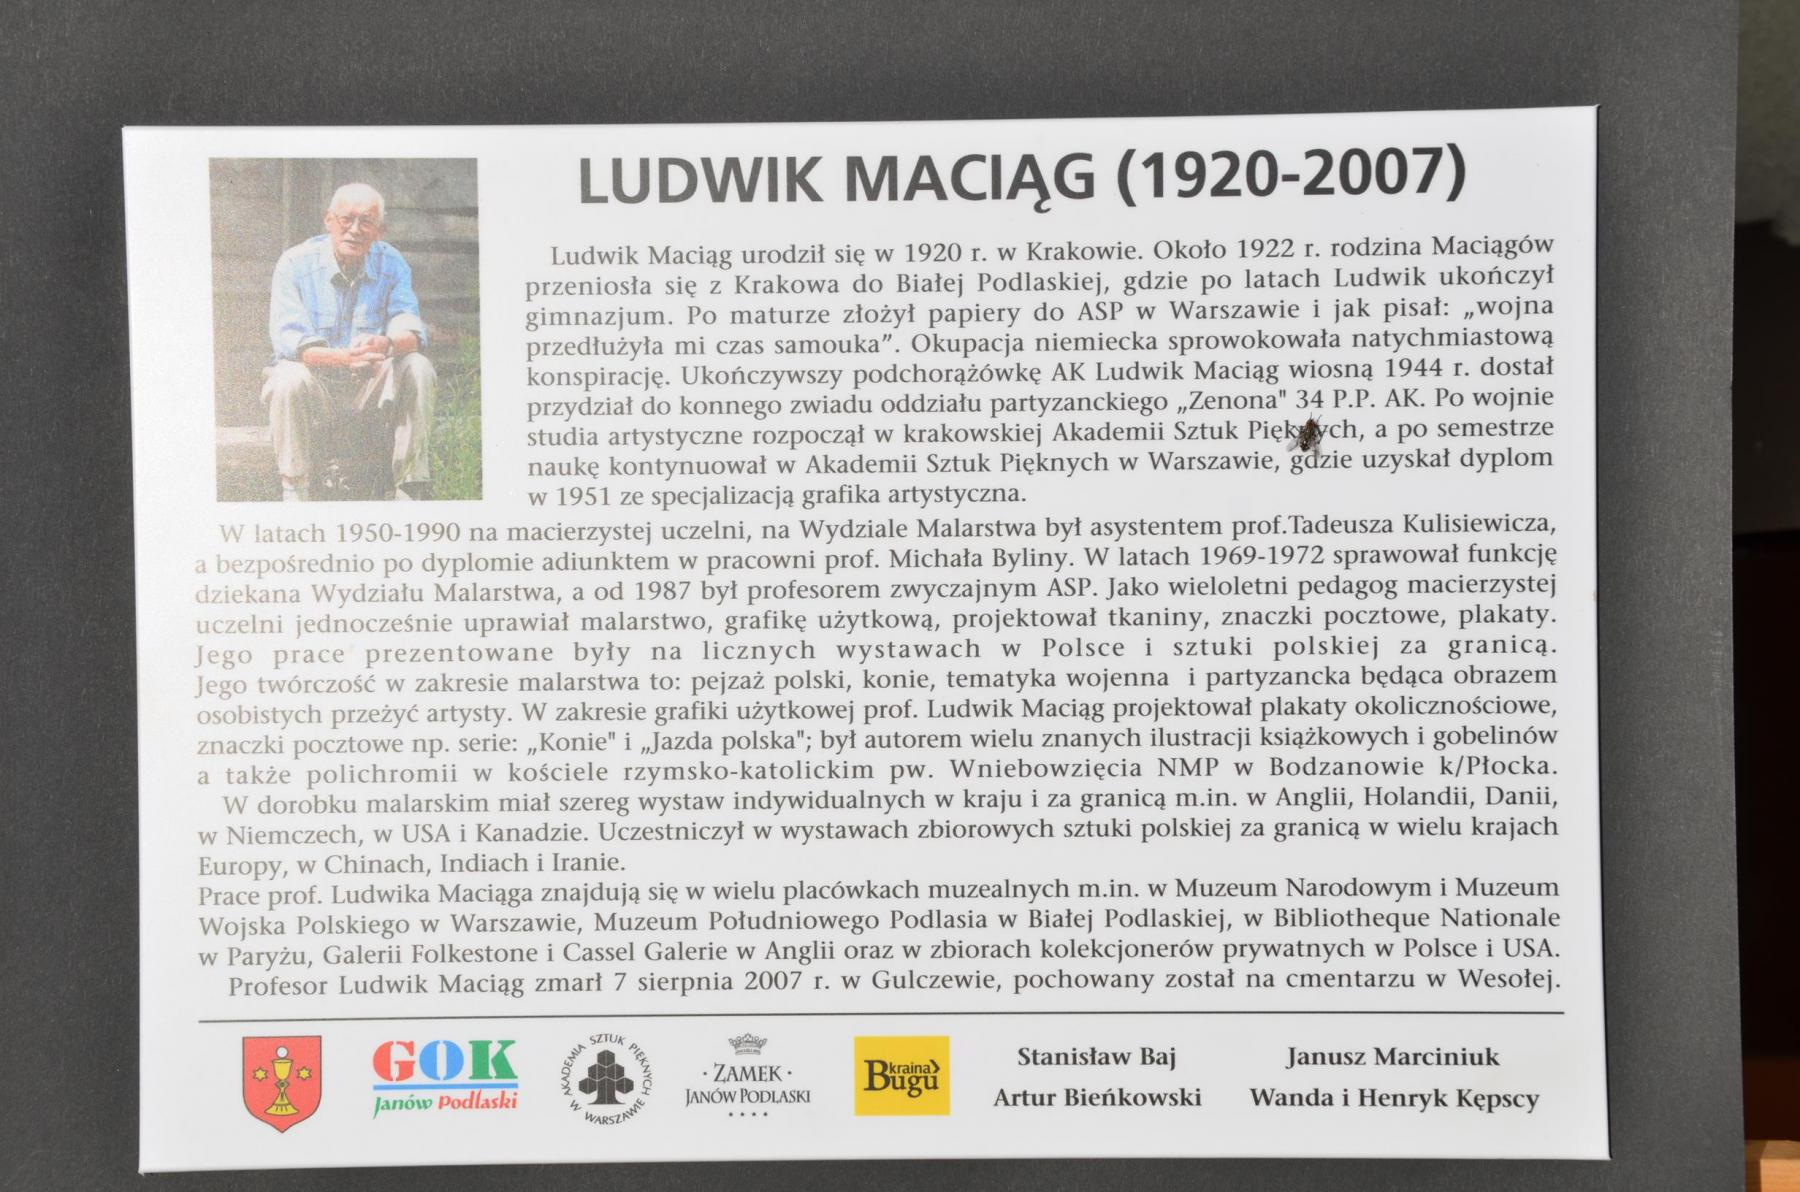 LUDWIK MACIĄG (1920-2007)
Ludwik Maciąg urodził się w 1920 r. w Krakowie. Około 1922 r. rodzina Maciągów
przeniosła się z Krakowa do Białej Podlaskiej, gdzie po latach Ludwik ukończył
gimnazjum. Po maturze złożył papiery do ASP w Warszawie i jak pisał: „wojna
przedłużyła mi czas samouka”. Okupacja niemiecka sprowokowała natychmiastową
konspirację. Ukończywszy podchorążówkę AK Ludwik Maciąg wiosną 1944 r. dostał
przydział do konnego zwiadu oddziału partyzanckiego „Zenona" 34 P.P. AK. Po wojnie
studia artystyczne rozpoczął w krakowskiej Akademii Sztuk Pięknych, a po semestrze
naukę kontynuował w Akademii Sztuk Pięknych w Warszawie, gdzie uzyskał dyplom
w 1951 ze specjalizacją grafika artystyczna.
W latach 1950-1990 na macierzystej uczelni, na Wydziale Malarstwa był asystentem prof.Tadeusza Kulisiewicza,
a bezpośrednio po dyplomie adiunktem w pracowni prof. Michała Byliny. W latach 1969-1972 sprawował funkcję
dziekana Wydziału Malarstwa, a od 1987 był profesorem zwyczajnym ASP. Jako wieloletni pedagog macierzystej
uczelni jednocześnie uprawiał malarstwo, grafikę użytkową, projektował tkaniny, znaczki pocztowe, plakaty.
Jego prace prezentowane były na licznych wystawach w Polsce i sztuki polskiej za granicą.
Jego twórczość w zakresie malarstwa to: pejzaż polski, konie, tematyka wojenna i partyzancka będąca obrazem
osobistych przeżyć artysty. W zakresie grafiki użytkowej prof. Ludwik Maciąg projektował plakaty okolicznościowe,
znaczki pocztowe np. serie: „Konie" i „Jazda polska"; był autorem wielu znanych ilustracji książkowych i gobelinów
a także polichromii w kościele rzymsko-katolickim pw. Wniebowzięcia NMP w Bodzanowie k/Płocka.
W dorobku malarskim miał szereg wystaw indywidualnych w kraju i za granicą m.in. w Anglii, Holandii, Danii,
w Niemczech, w USA i Kanadzie. Uczestniczył w wystawach zbiorowych sztuki polskiej za granicą w wielu krajach
Europy, w Chinach, Indiach i Iranie.
Prace prof. Ludwika Maciąga znajdują się w wielu placówkach muzealnych m.in. w Muzeum Narodowym i Muzeum
Wojska Polskiego w Warszawie, Muzeum Południowego Podlasia w Białej Podlaskiej, w Bibliotheque Nationale
w Paryżu, Galerii Folkestone i Cassel Galerie w Anglii oraz w zbiorach kolekcjonerów prywatnych w Polsce i USA.
Profesor Ludwik Maciąg zmarł 7 sierpnia 2007 r. w Gulczewie, pochowany został na cmentarzu w Wesołej.
GOK
Janów Podlaski
AKADEMIA SZTUK PIĘKNYCH
W WARSZAWIE
· ZAMEK ·
JANÓW PODLASKI
kraina
Bugu
Stanisław Baj
Janusz Marciniuk
Artur Bieńkowski
Wanda i Henryk Kępscy